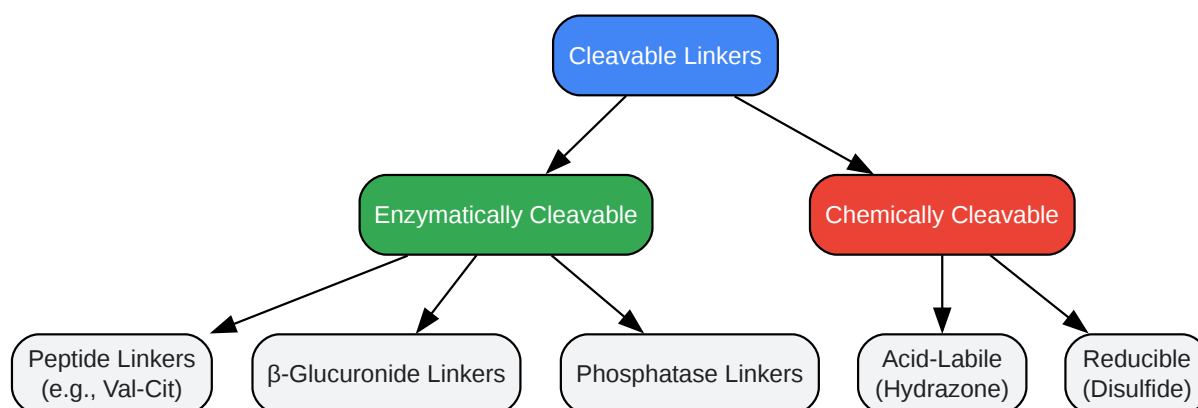 Cleavable Linkers
Enzymatically Cleavable
Chemically Cleavable
Peptide Linkers
(e.g., Val-Cit)
β-Glucuronide Linkers
Phosphatase Linkers
Acid-Labile
(Hydrazone)
Reducible
(Disulfide)